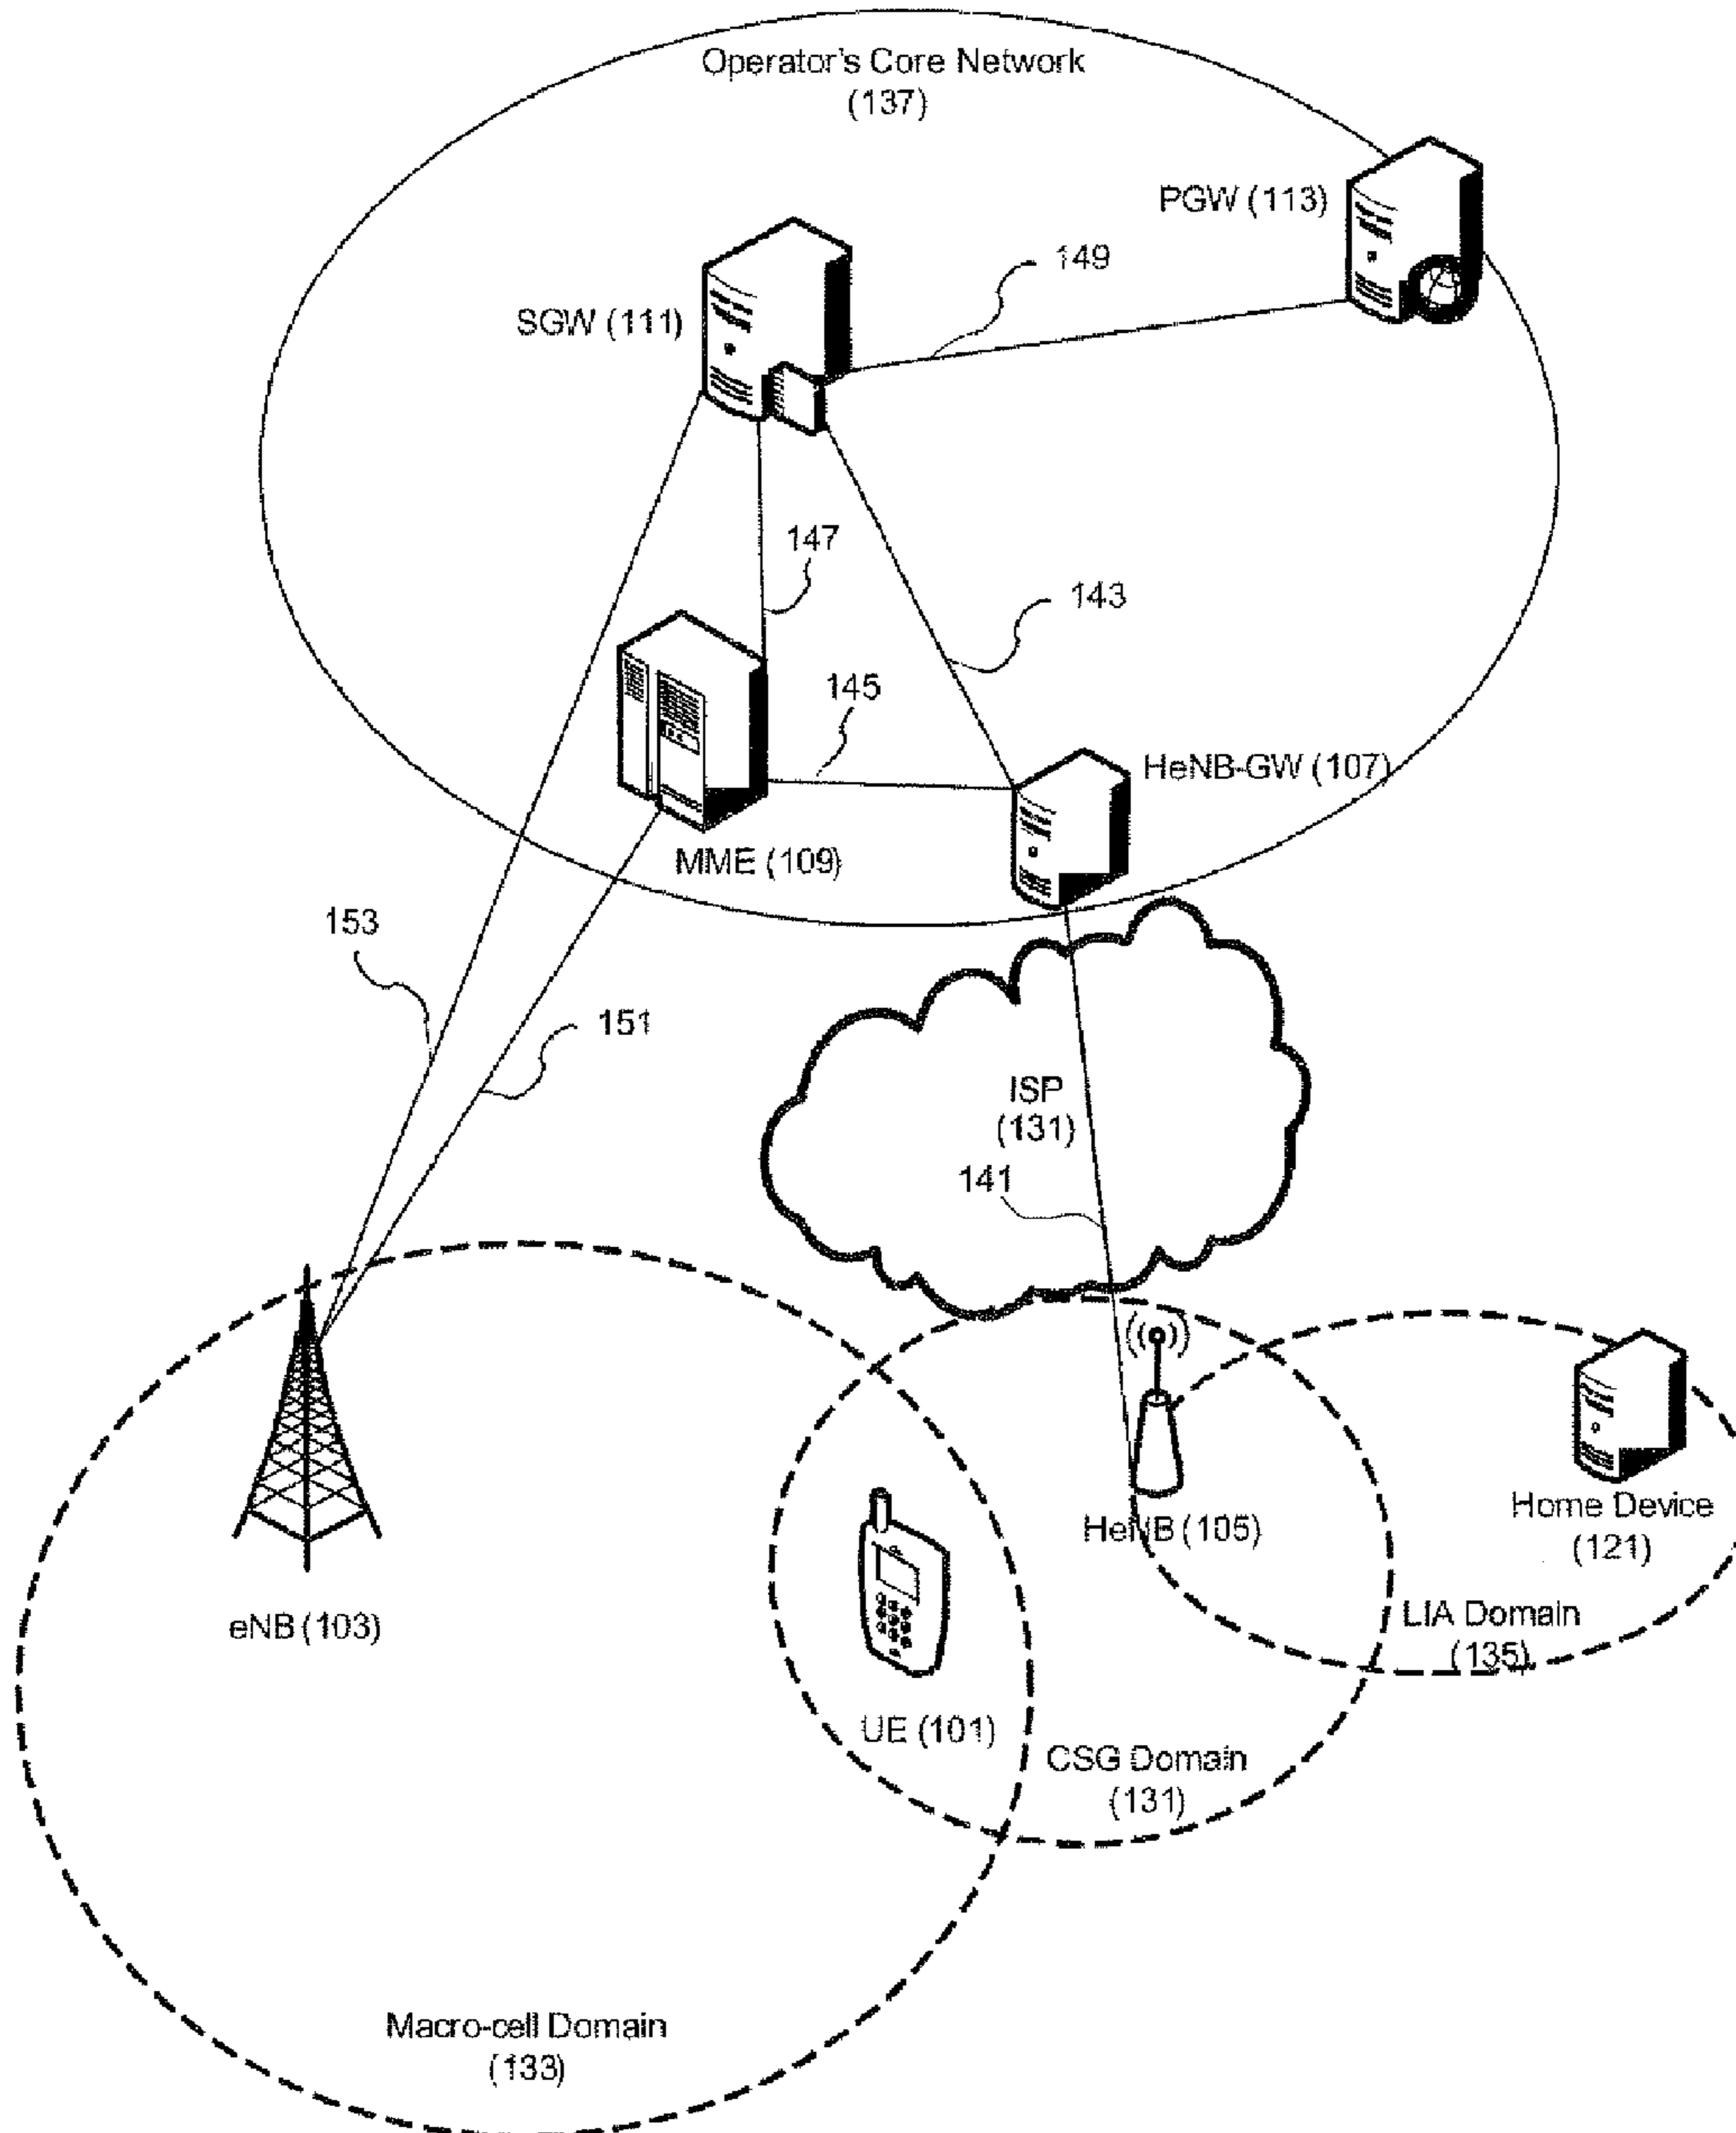 Operator's Core Network
(137)
PGW (113)
149
SGW (111)
147
143
145
HeNB-GW (107)
MME (109)
153
151
ISP
(131)
141
HeNB (105)
Home Device
(121)
eNB (103)
LIA Domain
(135)
UE (101)
CSG Domain
(131)
Macro-cell Domain
(133)